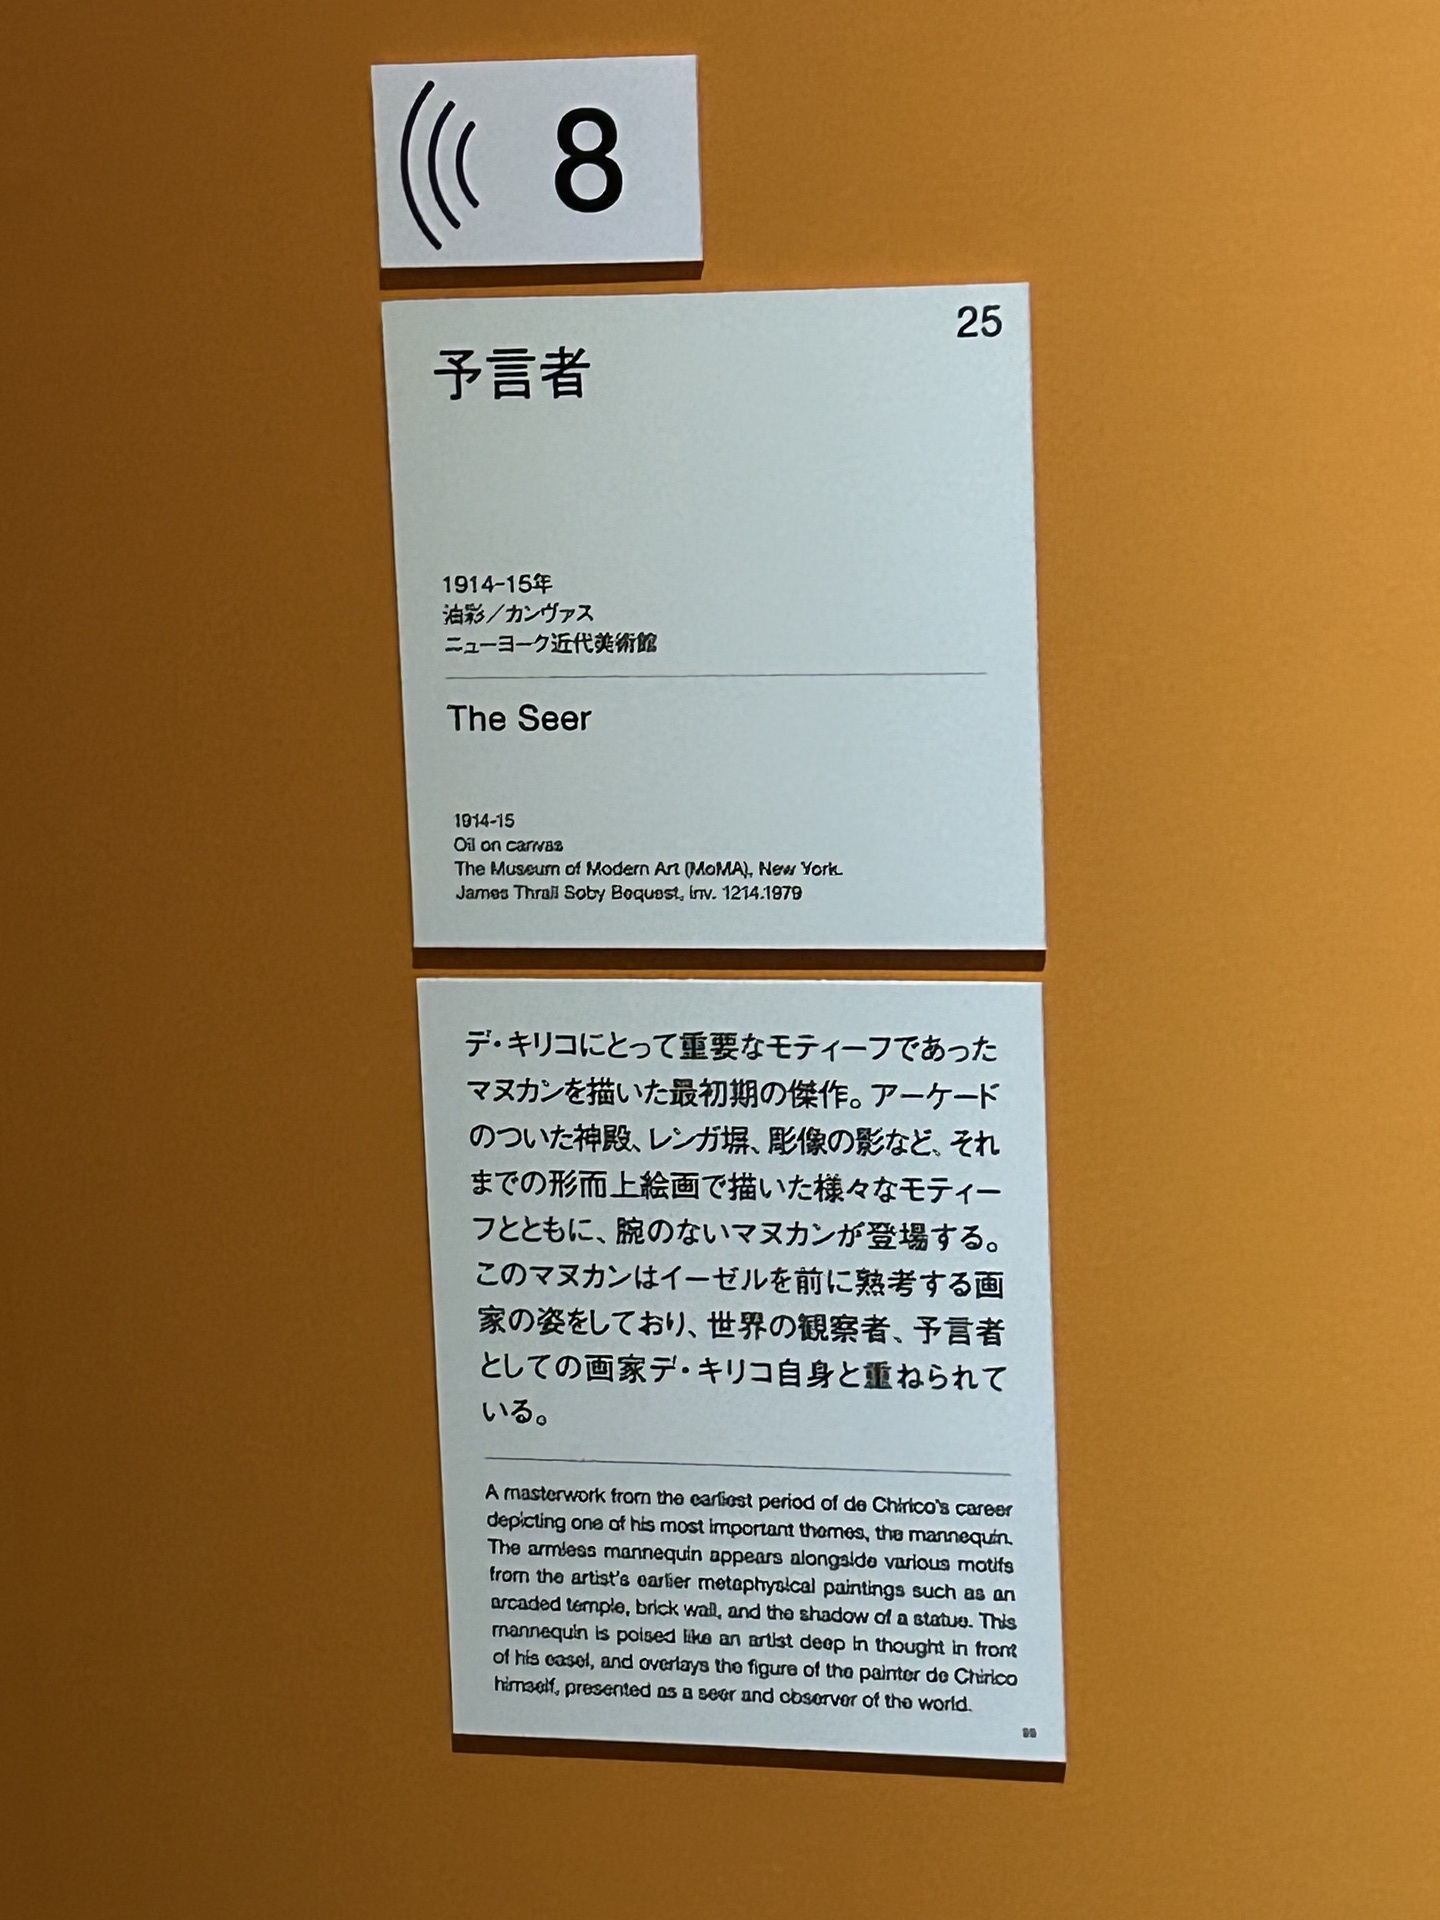 8
25
予言者
1914-15年
油彩／カンヴァス
ニューヨーク近代美術館
The Seer
1914-15
Oil on canvas
The Museum of Modern Art (MoMA), New York.
James Thrall Soby Bequest, Inv. 1214.1979
デ・キリコにとって重要なモティーフであった
マヌカンを描いた最初期の傑作。アーケード
のついた神殿、レンガ塀、彫像の影など、それ
までの形而上絵画で描いた様々なモティー
フとともに、腕のないマヌカンが登場する。
このマヌカンはイーゼルを前に熟考する画
家の姿をしており、世界の観察者、予言者
としての画家デ・キリコ自身と重ねられて
いる。
A masterwork from the earliest period of de Chirico's career
depicting one of his most important themes, the mannequin.
The armless mannequin appears alongside various motifs
from the artist's earlier metaphysical paintings such as an
arcaded temple, brick wall, and the shadow of a statue. This
mannequin is poised like an artist deep in thought in front
of his easel, and overlays the figure of the painter de Chirico
himself, presented as a seer and observer of the world.